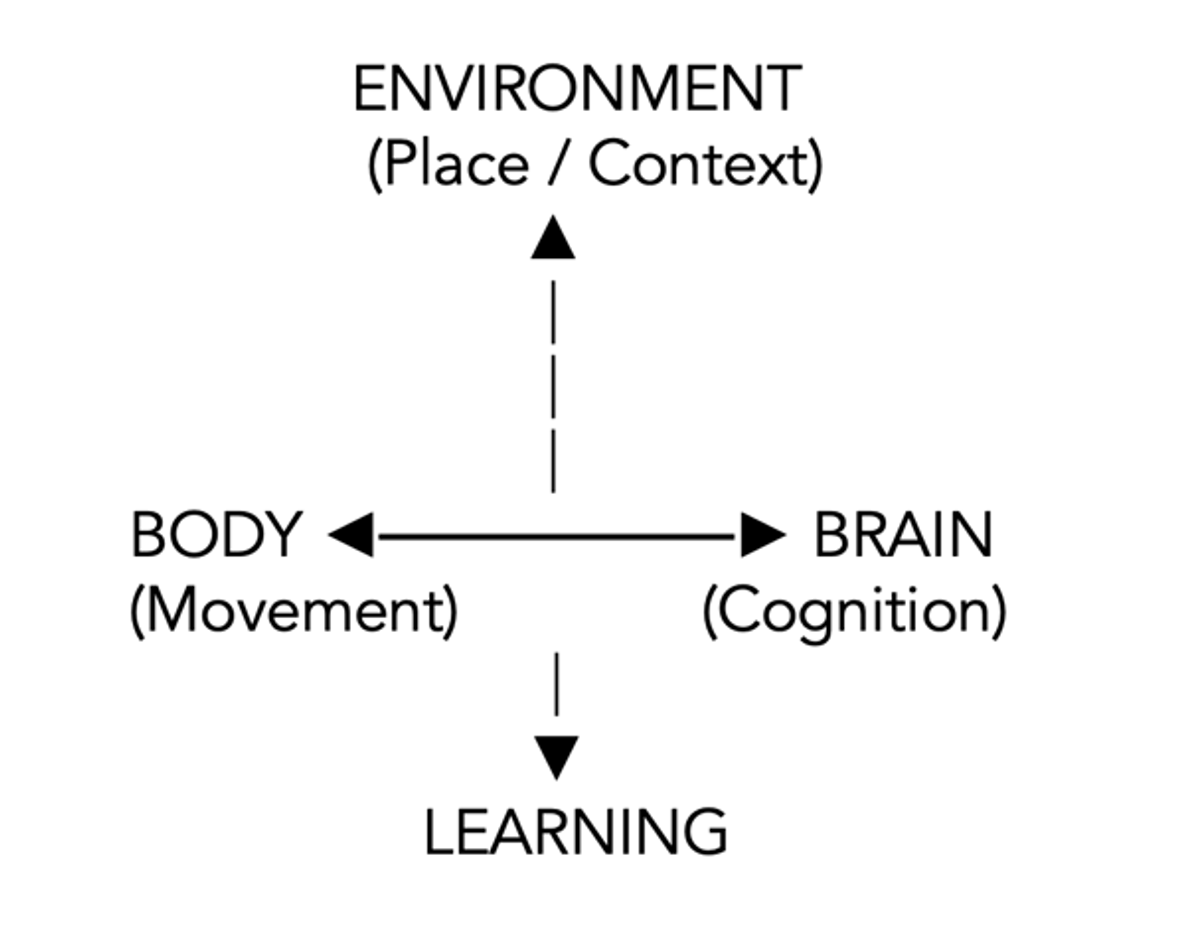 ENVIRONMENT
(Place / Context)
BODY
BRAIN
(Movement)
(Cognition)
LEARNING